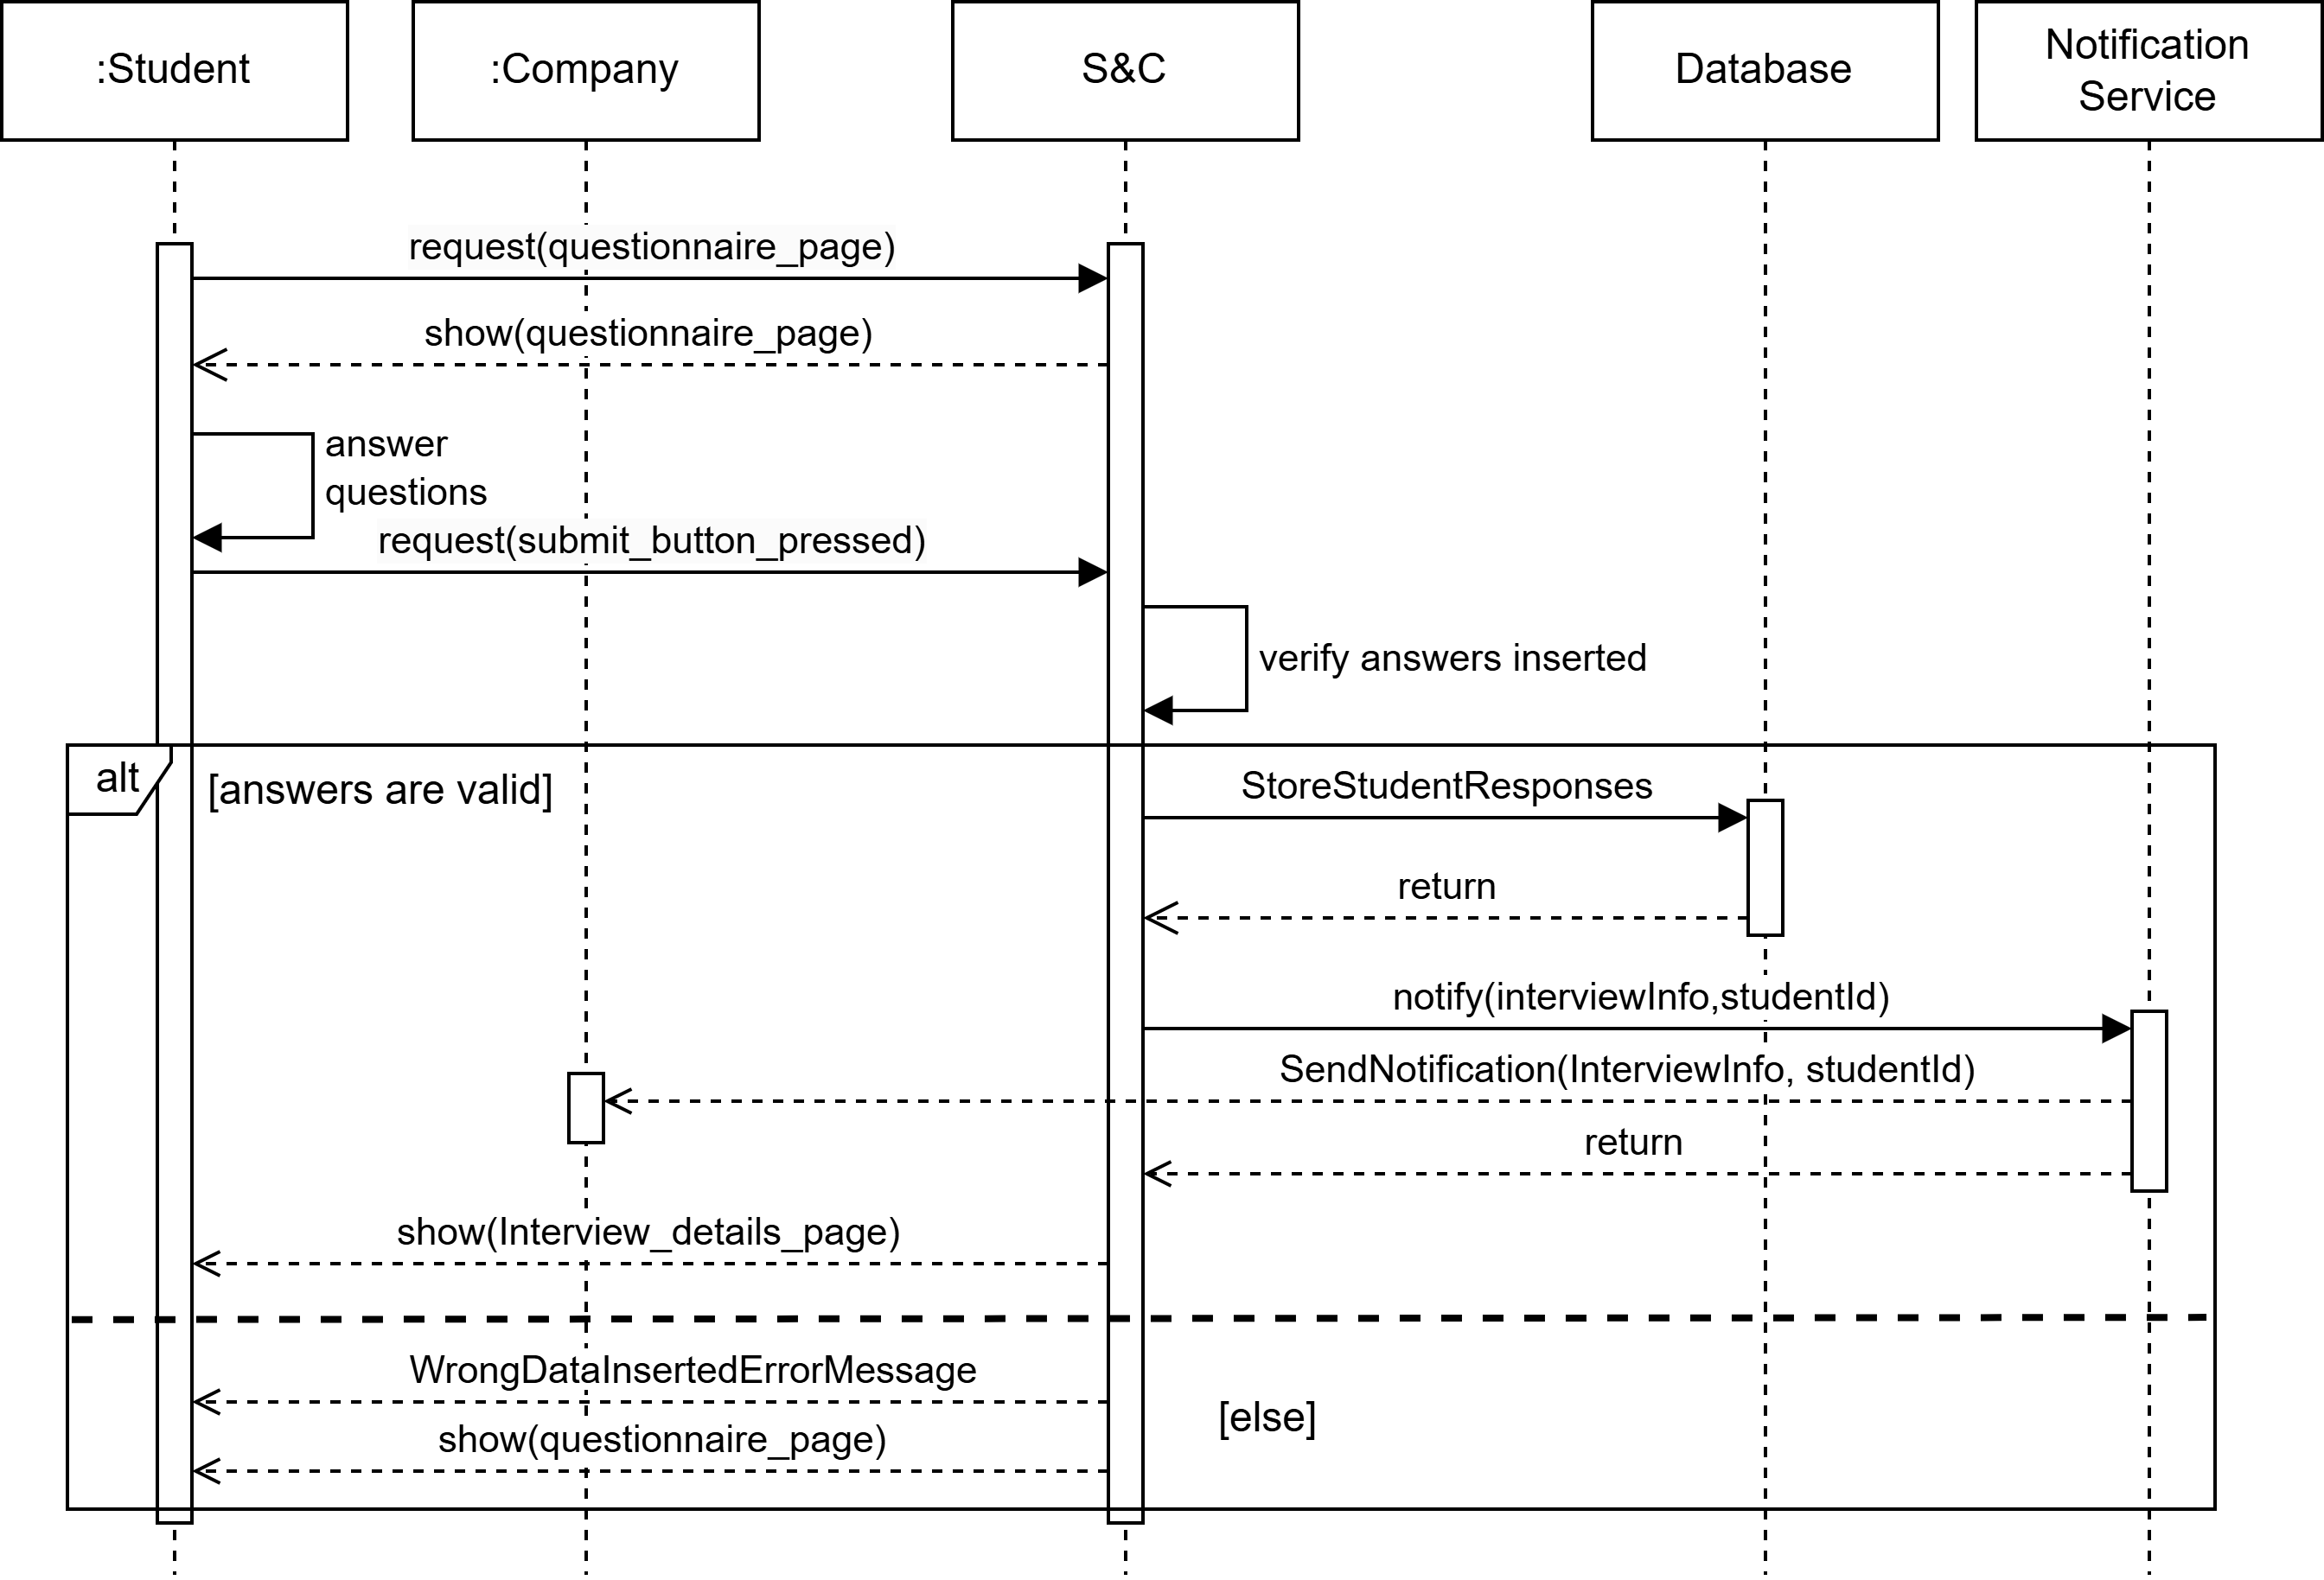 :Student
:Company
S&C
Database
Notification
Service
request(questionnaire_page)
show(questionnaire_page)
answer
questions
request(submit_button_pressed)
verify answers inserted
alt
[answers are valid]
StoreStudentResponses
return
notify(interviewInfo,studentId)
SendNotification(InterviewInfo, studentId)
return
show(Interview_details_page)
WrongDataInsertedErrorMessage
[else]
show(questionnaire_page)